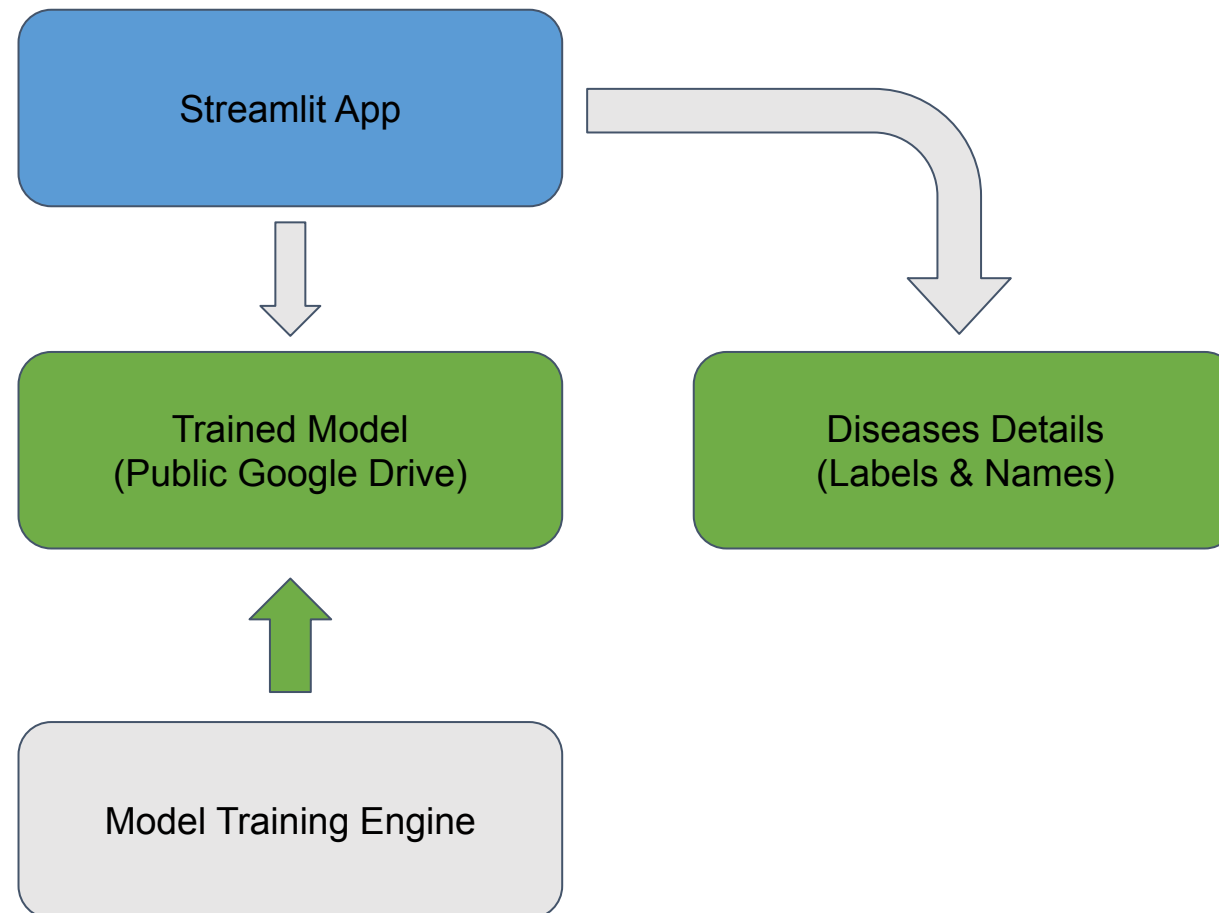 Streamlit App
Trained Model
(Public Google Drive)
Diseases Details
(Labels & Names)
Model Training Engine